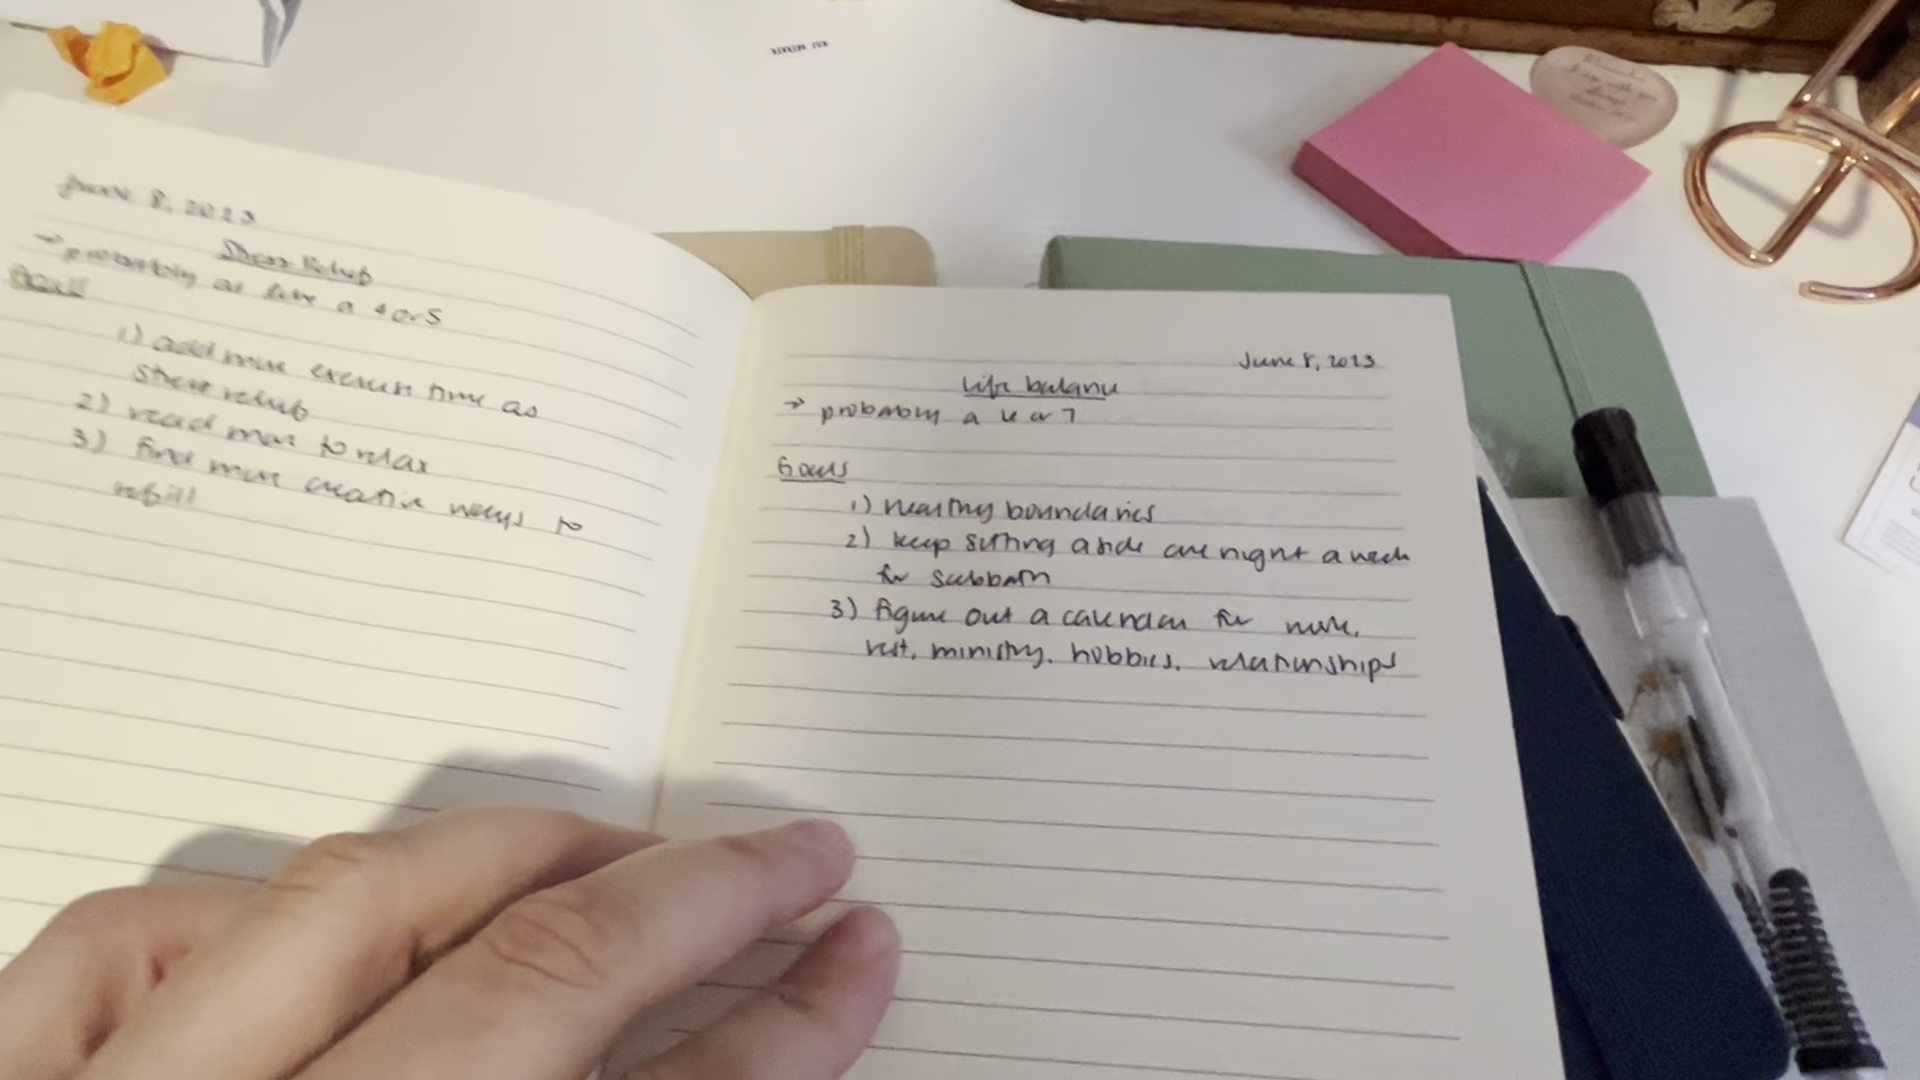 June 8, 2023
Stress Relief
→ probably at like a 4 or 5
Goals
1) add more exercise time as
stress relief
2) read more to relax
3) find more creative ways to
refill
June 8, 2023
Life balance
→ probably a 6 or 7
Goals
1) healthy boundaries
2) keep setting aside one night a week
for sabbath
3) figure out a calendar for work,
rest, ministry, hobbies, relationships